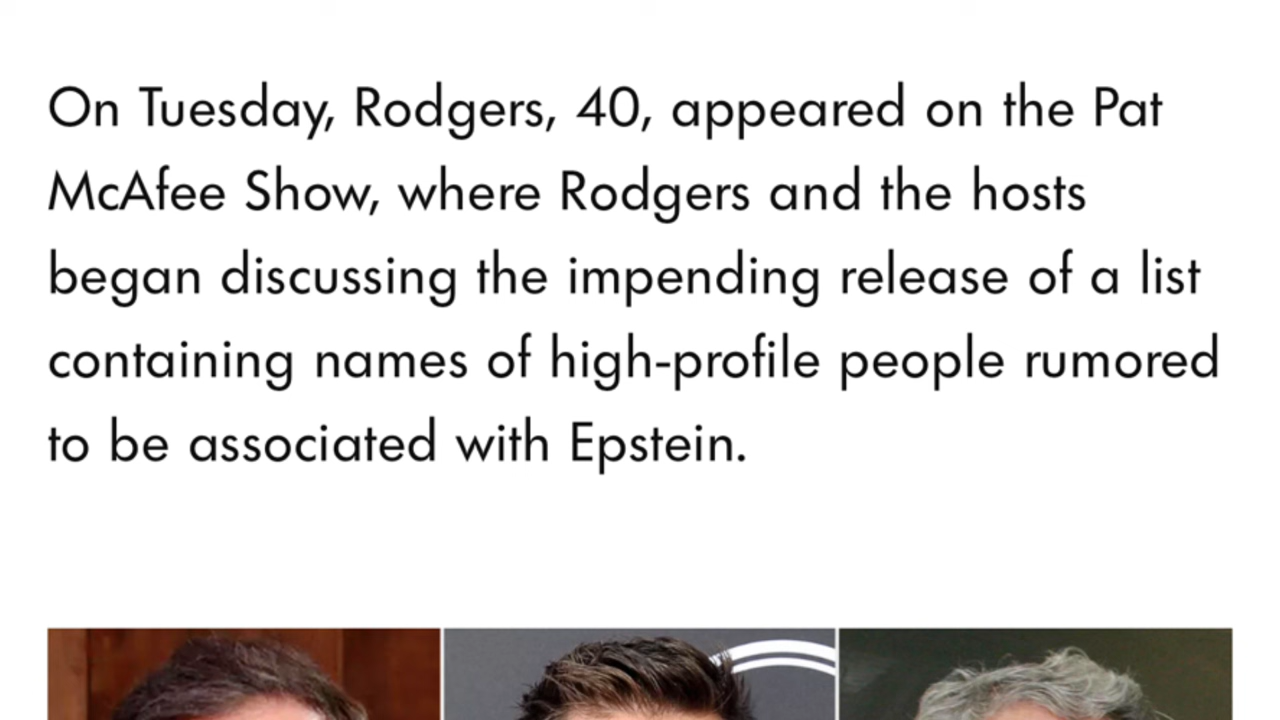 On Tuesday, Rodgers, 40, appeared on the Pat
McAfee Show, where Rodgers and the hosts
began discussing the impending release of a list
containing names of high-profile people rumored
to be associated with Epstein.